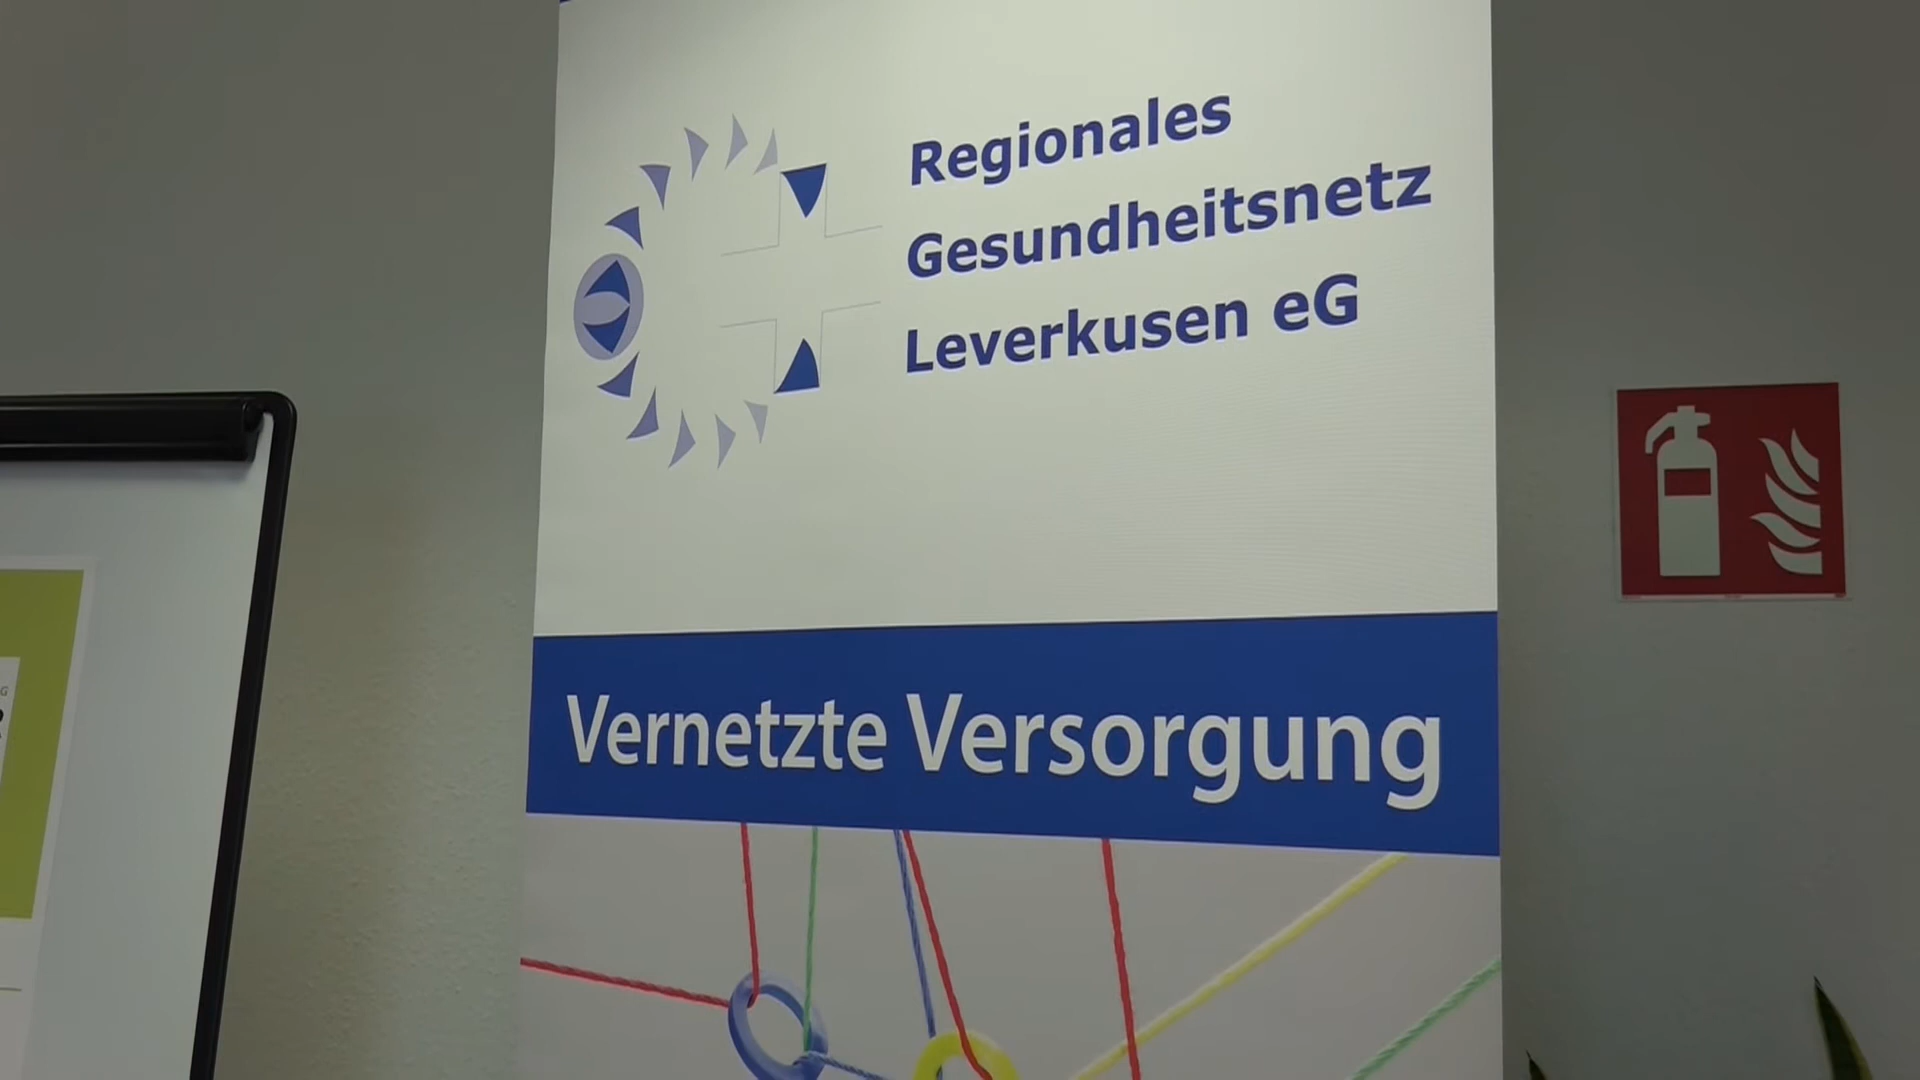 Regionales
Gesundheitsnetz
Leverkusen eG
Vernetzte Versorgung